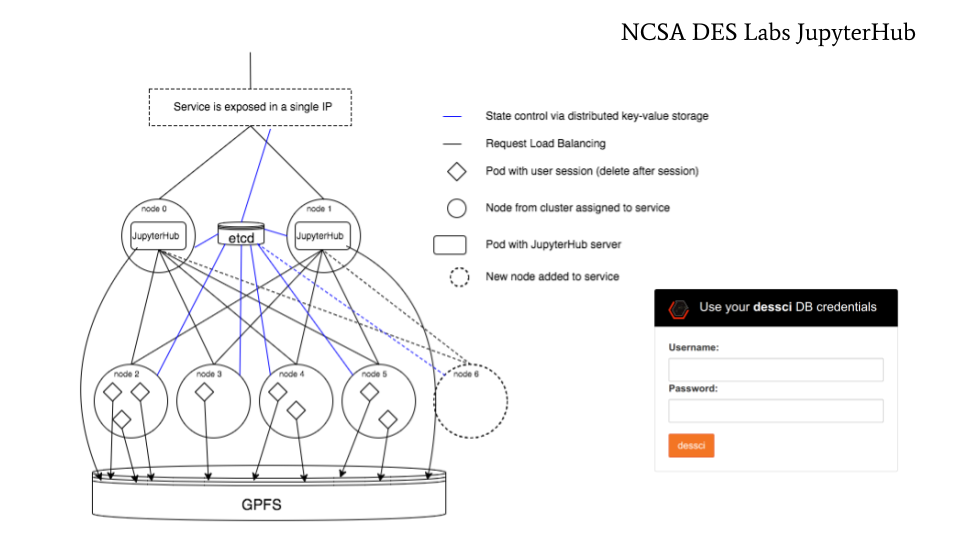 NCSA DES Labs JupyterHub
Service is exposed in a single IP
State control via distributed key-value storage
Request Load Balancing
Pod with user session (delete after session)
Node from cluster assigned to service
Pod with JupyterHub server
New node added to service
node 0
node 1
JupyterHub
etcd
JupyterHub
node 2
node 3
node 4
node 5
node 6
GPFS
Use your dessci DB credentials
Username:
Password:
dessci